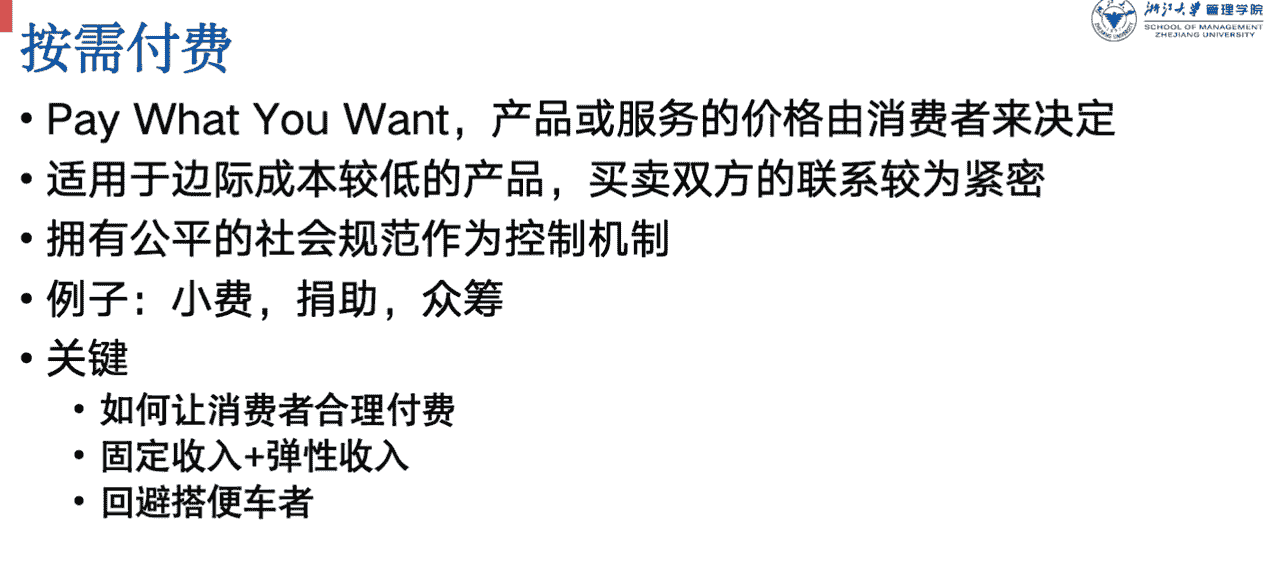 浙江大学管理学院
SCHOOL OF MANAGEMENT
ZHEJIANG UNIVERSITY
按需付费
• Pay What You Want，产品或服务的价格由消费者来决定
• 适用于边际成本较低的产品，买卖双方的联系较为紧密
• 拥有公平的社会规范作为控制机制
• 例子：小费，捐助，众筹
• 关键
• 如何让消费者合理付费
• 固定收入+弹性收入
• 回避搭便车者